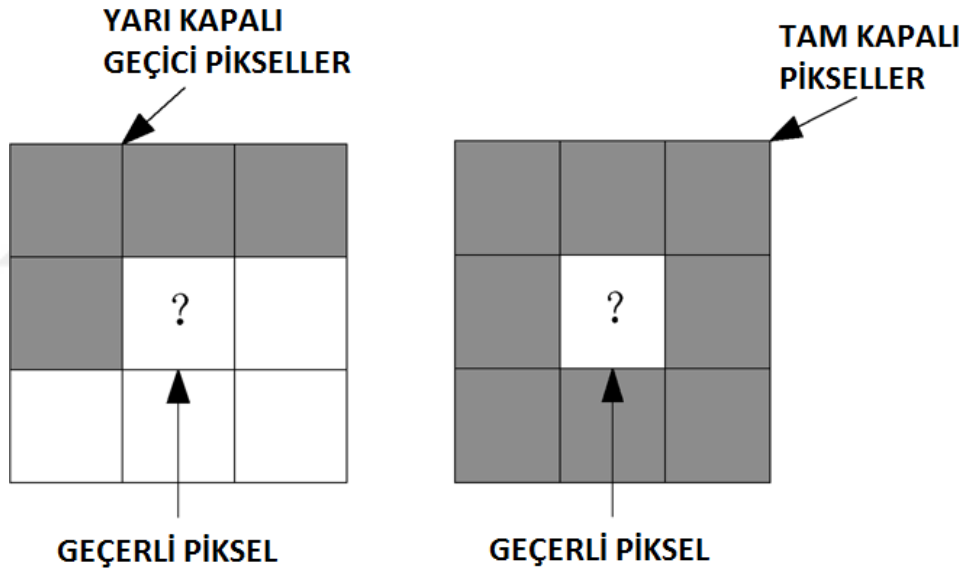 YARI KAPALI
GEÇİCİ PİKSELLER
TAM KAPALI
PİKSELLER
?
?
GEÇERLİ PİKSEL
GEÇERLİ PİKSEL